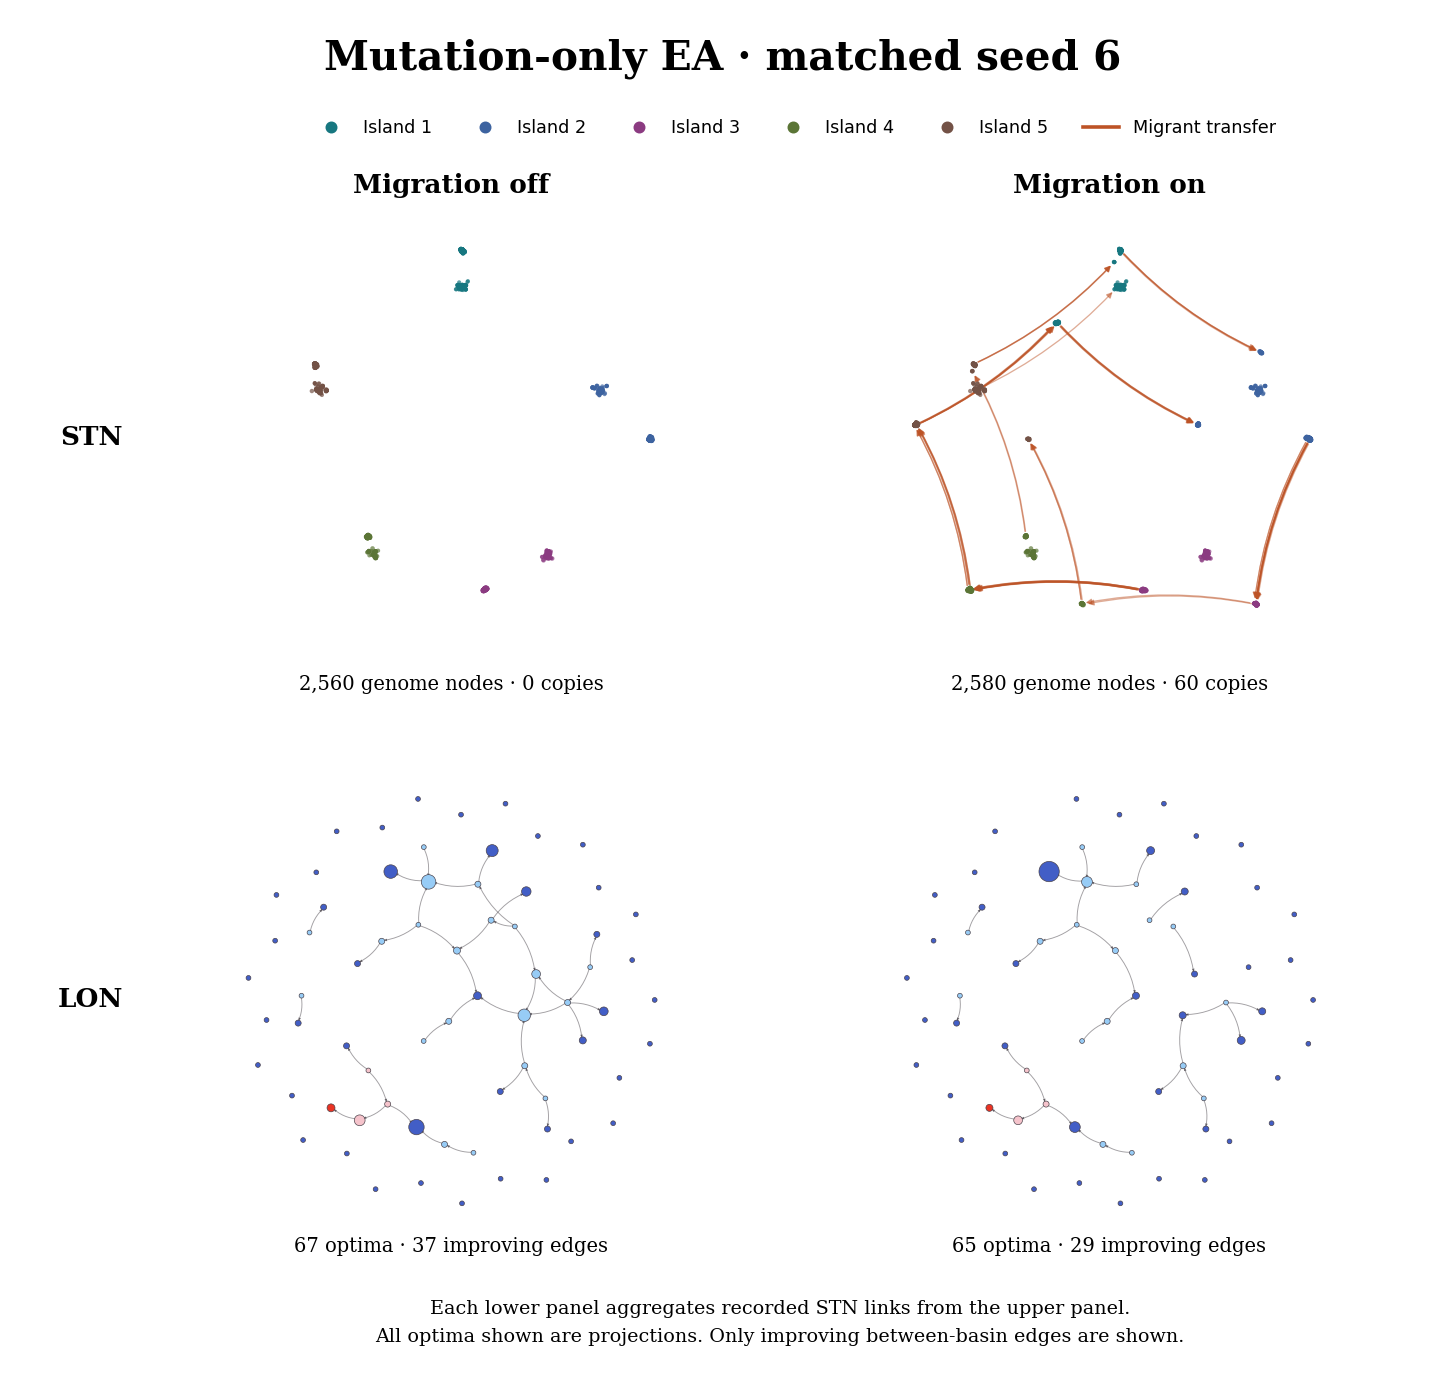 Mutation-only EA · matched seed 6
Island 1
Island 2
Island 3
Island 4
Island 5
Migrant transfer
Migration off
Migration on
STN
2,560 genome nodes · 0 copies
2,580 genome nodes · 60 copies
LON
67 optima · 37 improving edges
65 optima · 29 improving edges
Each lower panel aggregates recorded STN links from the upper panel.
All optima shown are projections. Only improving between-basin edges are shown.